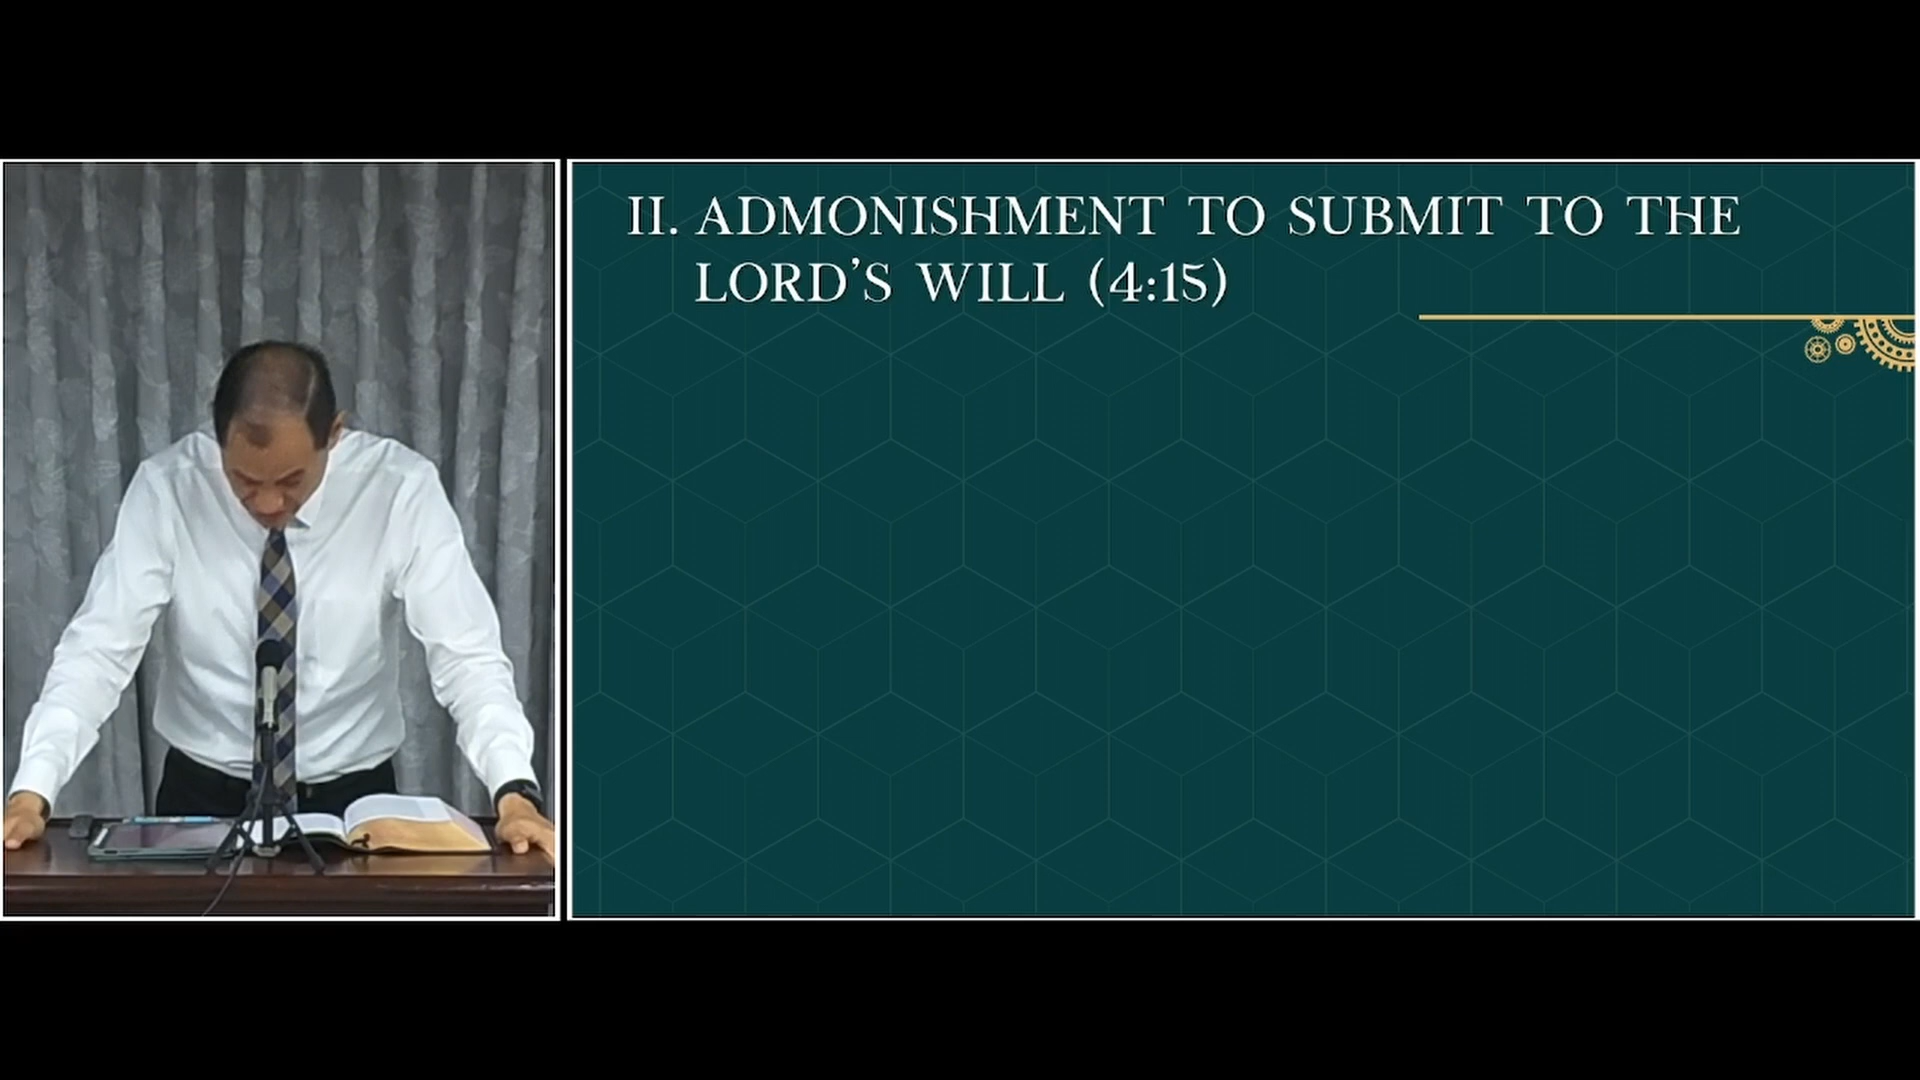 II. ADMONISHMENT TO SUBMIT TO THE
LORD'S WILL (4:15)